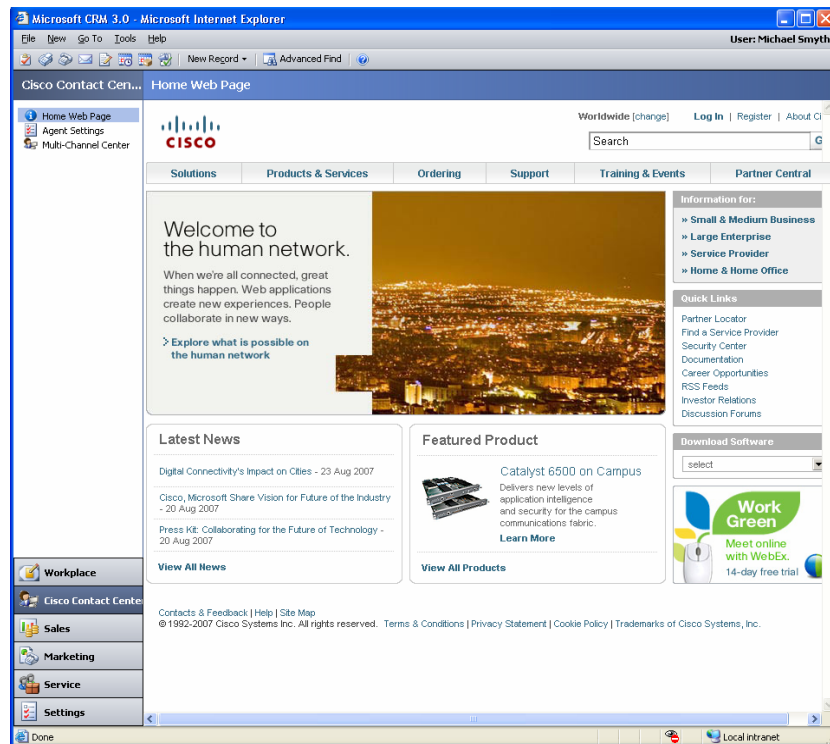 Microsoft CRM 3.0 - Microsoft Internet Explorer
File New Go To Tools Help
User: Michael Smyth
New Record
Advanced Find
Cisco Contact Cen...
Home Web Page
Home Web Page
Agent Settings
Multi-Channel Center
CISCO
Worldwide [change] Log In | Register | About Ci
Search G
Solutions Products & Services Ordering Support Training & Events Partner Central
Welcome to
the human network.
When we're all connected, great
things happen. Web applications
create new experiences. People
collaborate in new ways.
Explore what is possible on
the human network
Information for:
» Small & Medium Business
» Large Enterprise
» Service Provider
» Home & Home Office
Quick Links
Partner Locator
Find a Service Provider
Security Center
Documentation
Career Opportunities
RSS Feeds
Investor Relations
Discussion Forums
Latest News
Digital Connectivity's Impact on Cities - 23 Aug 2007
Cisco, Microsoft Share Vision for Future of the Industry
- 20 Aug 2007
Press Kit: Collaborating for the Future of Technology -
20 Aug 2007
View All News
Featured Product
Catalyst 6500 on Campus
Delivers new levels of
application intelligence
and security for the campus
communications fabric.
Learn More
View All Products
Download Software
select
Work
Green
Meet online
with WebEx.
14-day free trial
Workplace
Cisco Contact Cente
Sales
Marketing
Service
Settings
Contacts & Feedback | Help | Site Map
© 1992-2007 Cisco Systems Inc. All rights reserved. Terms & Conditions | Privacy Statement | Cookie Policy | Trademarks of Cisco Systems, Inc.
Done
Local intranet